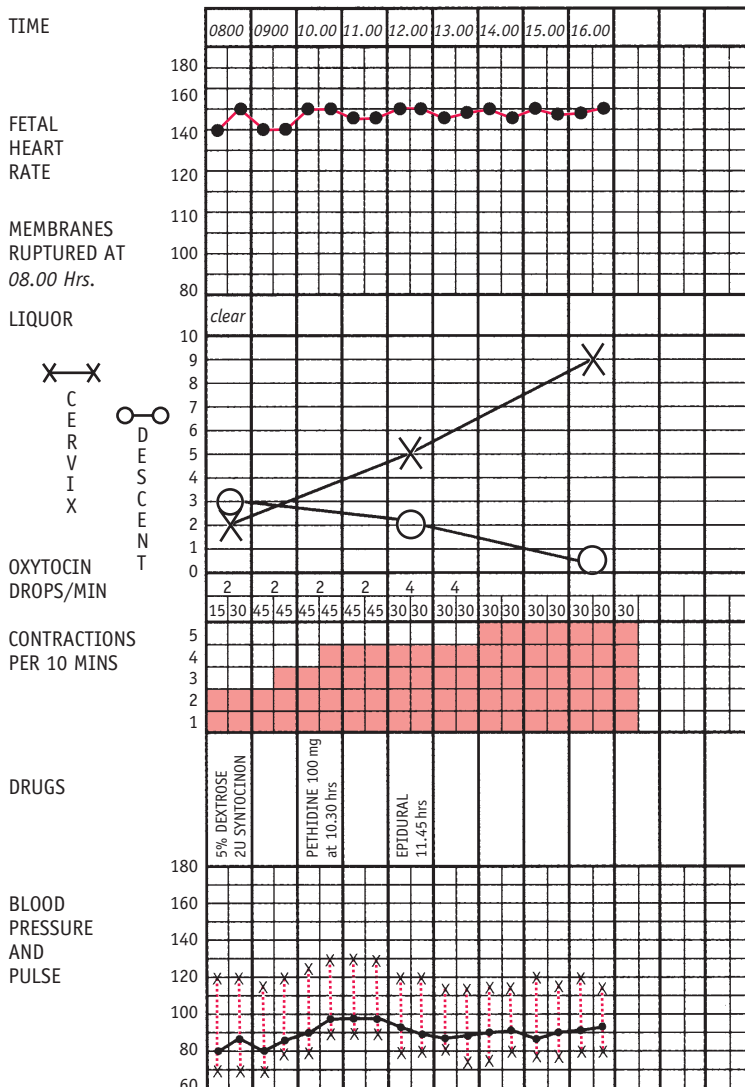 TIME
0800 0900 10.00 11.00 12.00 13.00 14.00 15.00 16.00
180
160
FETAL
HEART
RATE
140
120
MEMBRANES
RUPTURED AT
08.00 Hrs.
110
100
80
LIQUOR
clear
10
9
8
7
6
5
4
3
2
1
0
X X
CERVIX
DESCENT
OXYTOCIN
DROPS/MIN
2 2 2 2 4 4
15 30 45 45 45 45 45 45 30 30 30 30 30 30 30 30 30 30 30
CONTRACTIONS
PER 10 MINS
5
4
3
2
1
DRUGS
5% DEXTROSE
2U SYNTOCINON
PETHIDINE 100 mg
at 10.30 hrs
EPIDURAL
11.45 hrs
BLOOD
PRESSURE
AND
PULSE
180
160
140
120
100
80
60